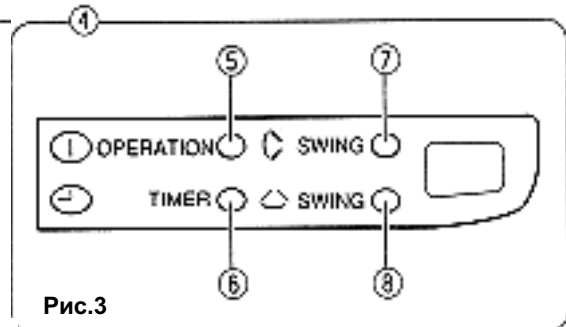 ④
⑤ ⑦
OPERATION SWING
TIMER SWING
⑥ ⑧
Рис.3